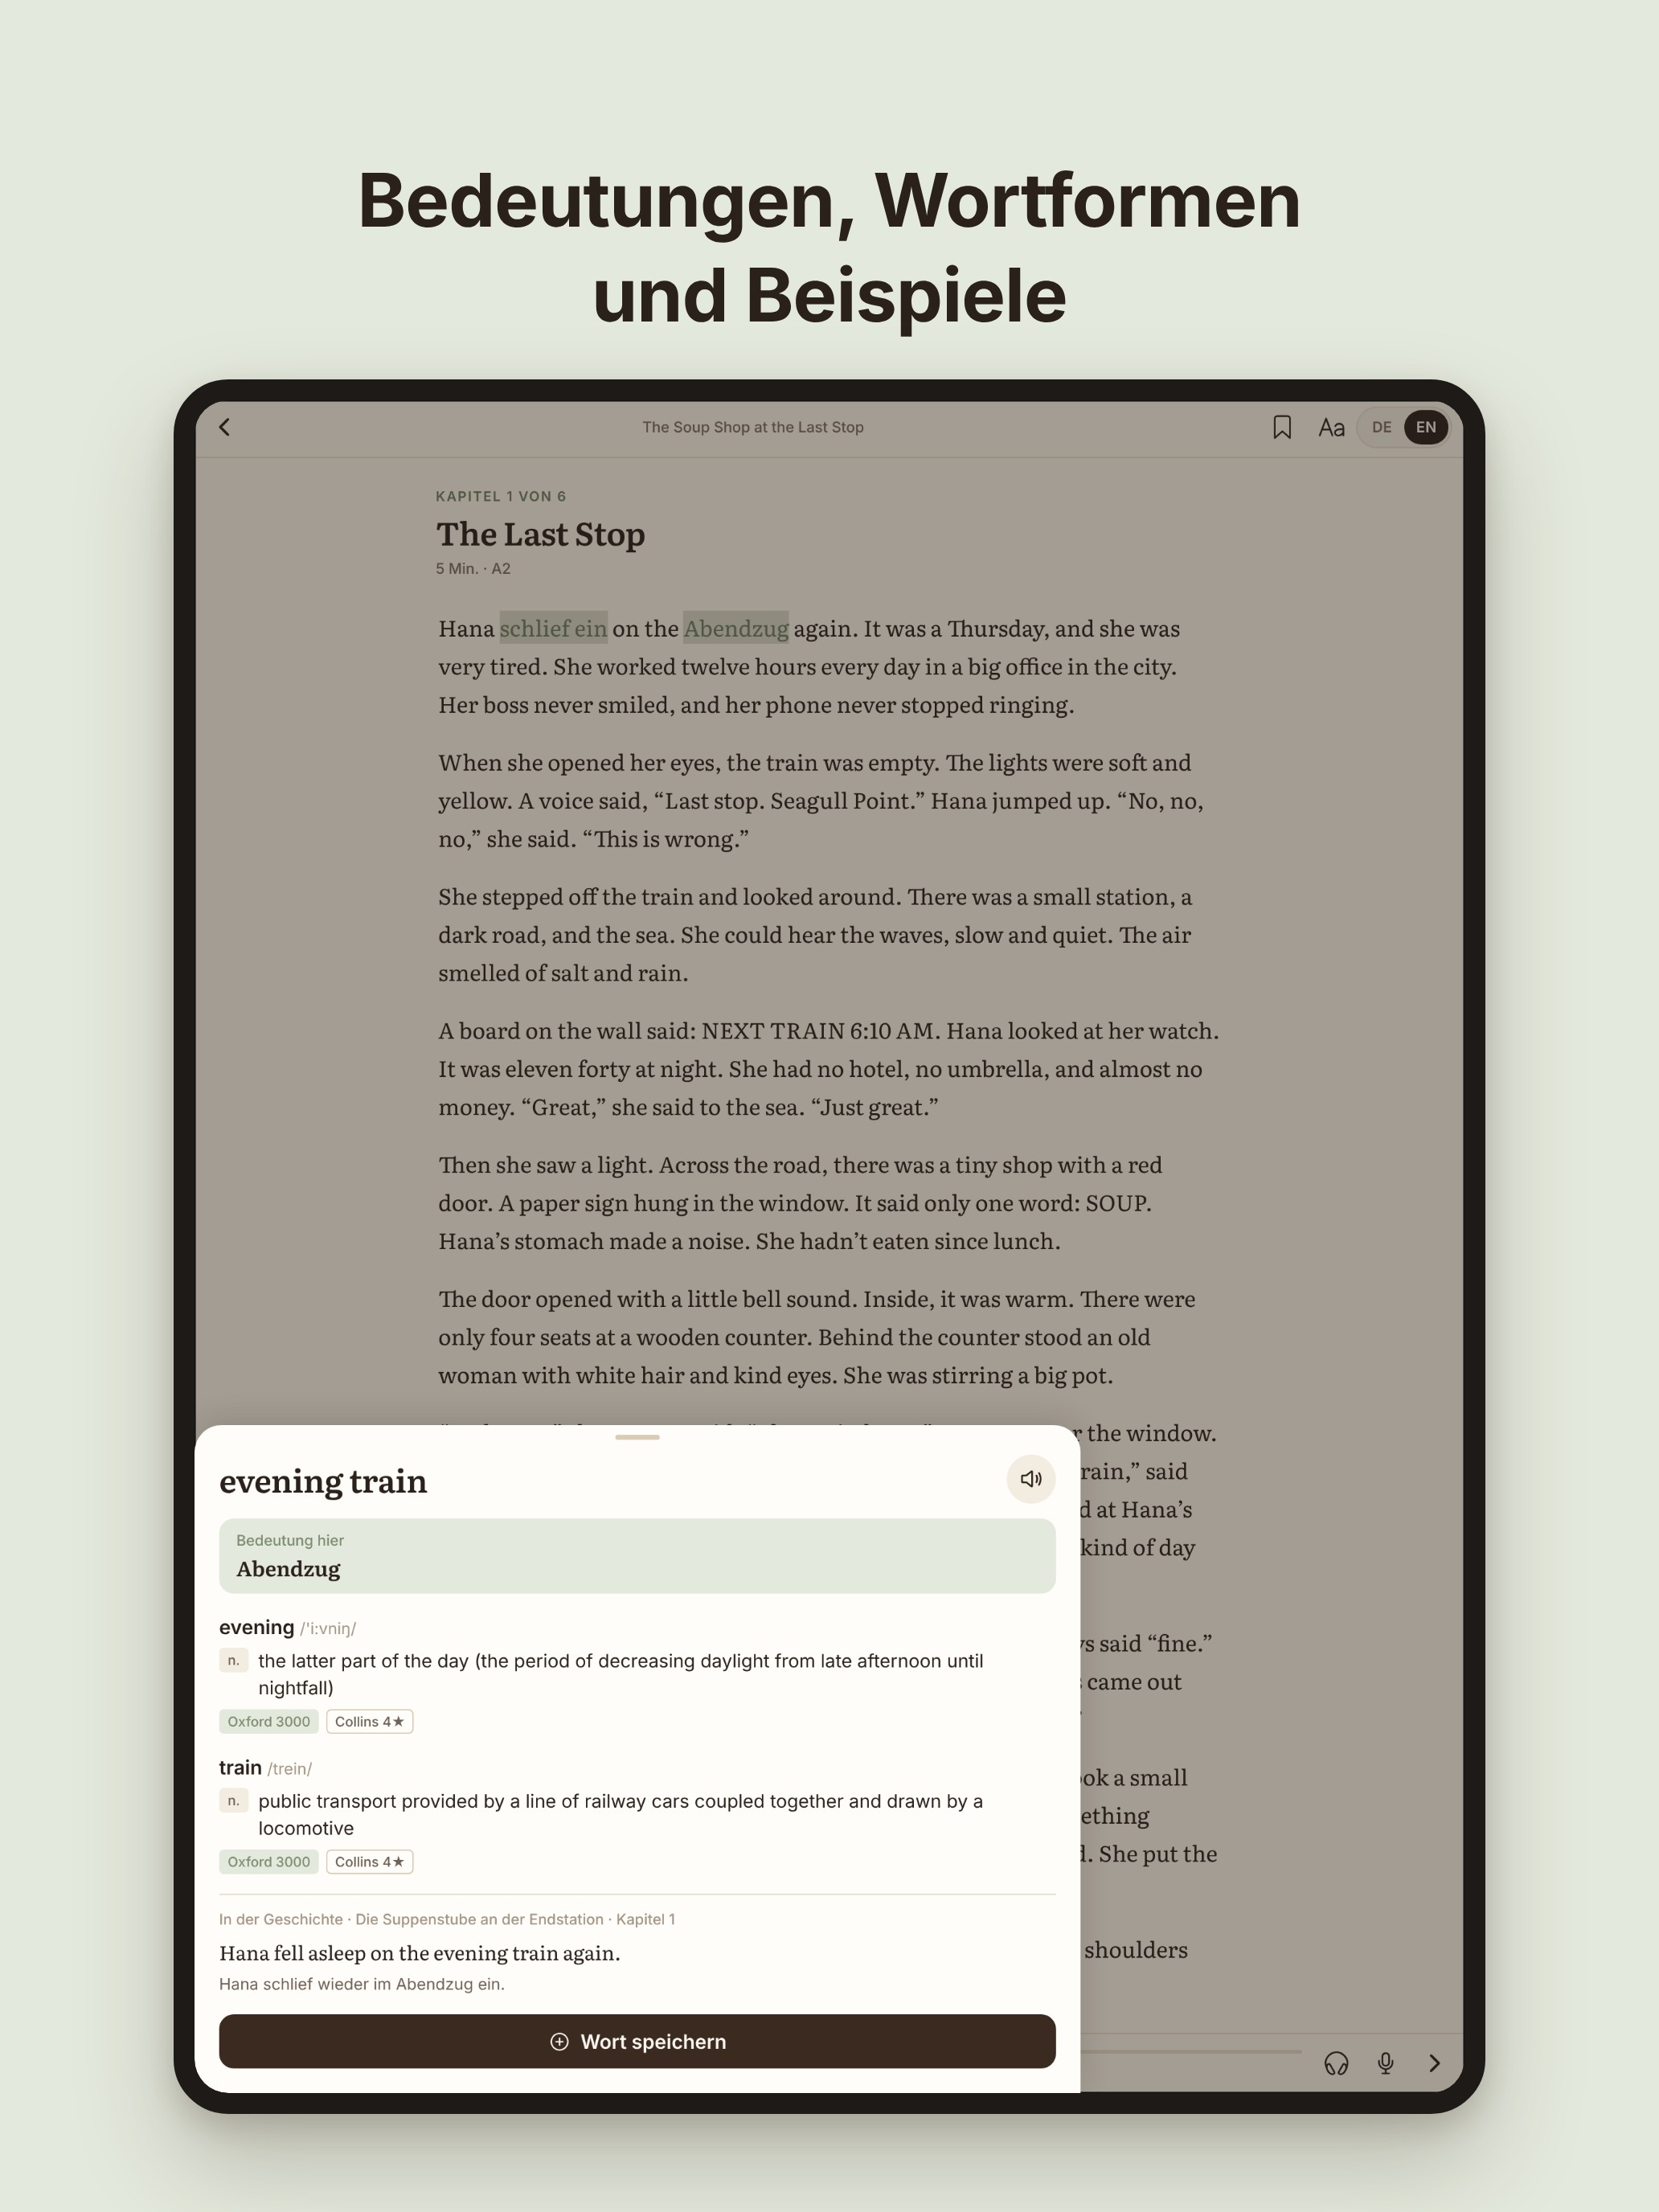 Bedeutungen, Wortformen
und Beispiele
The Soup Shop at the Last Stop
Aa
DE
EN
KAPITEL 1 VON 6
The Last Stop
5 Min. · A2
Hana schlief ein on the Abendzug again. It was a Thursday, and she was
very tired. She worked twelve hours every day in a big office in the city.
Her boss never smiled, and her phone never stopped ringing.
When she opened her eyes, the train was empty. The lights were soft and
yellow. A voice said, “Last stop. Seagull Point.” Hana jumped up. “No, no,
no,” she said. “This is wrong.”
She stepped off the train and looked around. There was a small station, a
dark road, and the sea. She could hear the waves, slow and quiet. The air
smelled of salt and rain.
A board on the wall said: NEXT TRAIN 6:10 AM. Hana looked at her watch.
It was eleven forty at night. She had no hotel, no umbrella, and almost no
money. “Great,” she said to the sea. “Just great.”
Then she saw a light. Across the road, there was a tiny shop with a red
door. A paper sign hung in the window. It said only one word: SOUP.
Hana’s stomach made a noise. She hadn’t eaten since lunch.
The door opened with a little bell sound. Inside, it was warm. There were
only four seats at a wooden counter. Behind the counter stood an old
woman with white hair and kind eyes. She was stirring a big pot.
the window.
rain,” said
at Hana’s
kind of day
said “fine.”
came out
a small
She put the
shoulders
evening train
Bedeutung hier
Abendzug
evening /'i:vniŋ/
n. the latter part of the day (the period of decreasing daylight from late afternoon until
nightfall)
Oxford 3000 Collins 4★
train /trein/
n. public transport provided by a line of railway cars coupled together and drawn by a
locomotive
Oxford 3000 Collins 4★
In der Geschichte · Die Suppenstube an der Endstation · Kapitel 1
Hana fell asleep on the evening train again.
Hana schlief wieder im Abendzug ein.
Wort speichern